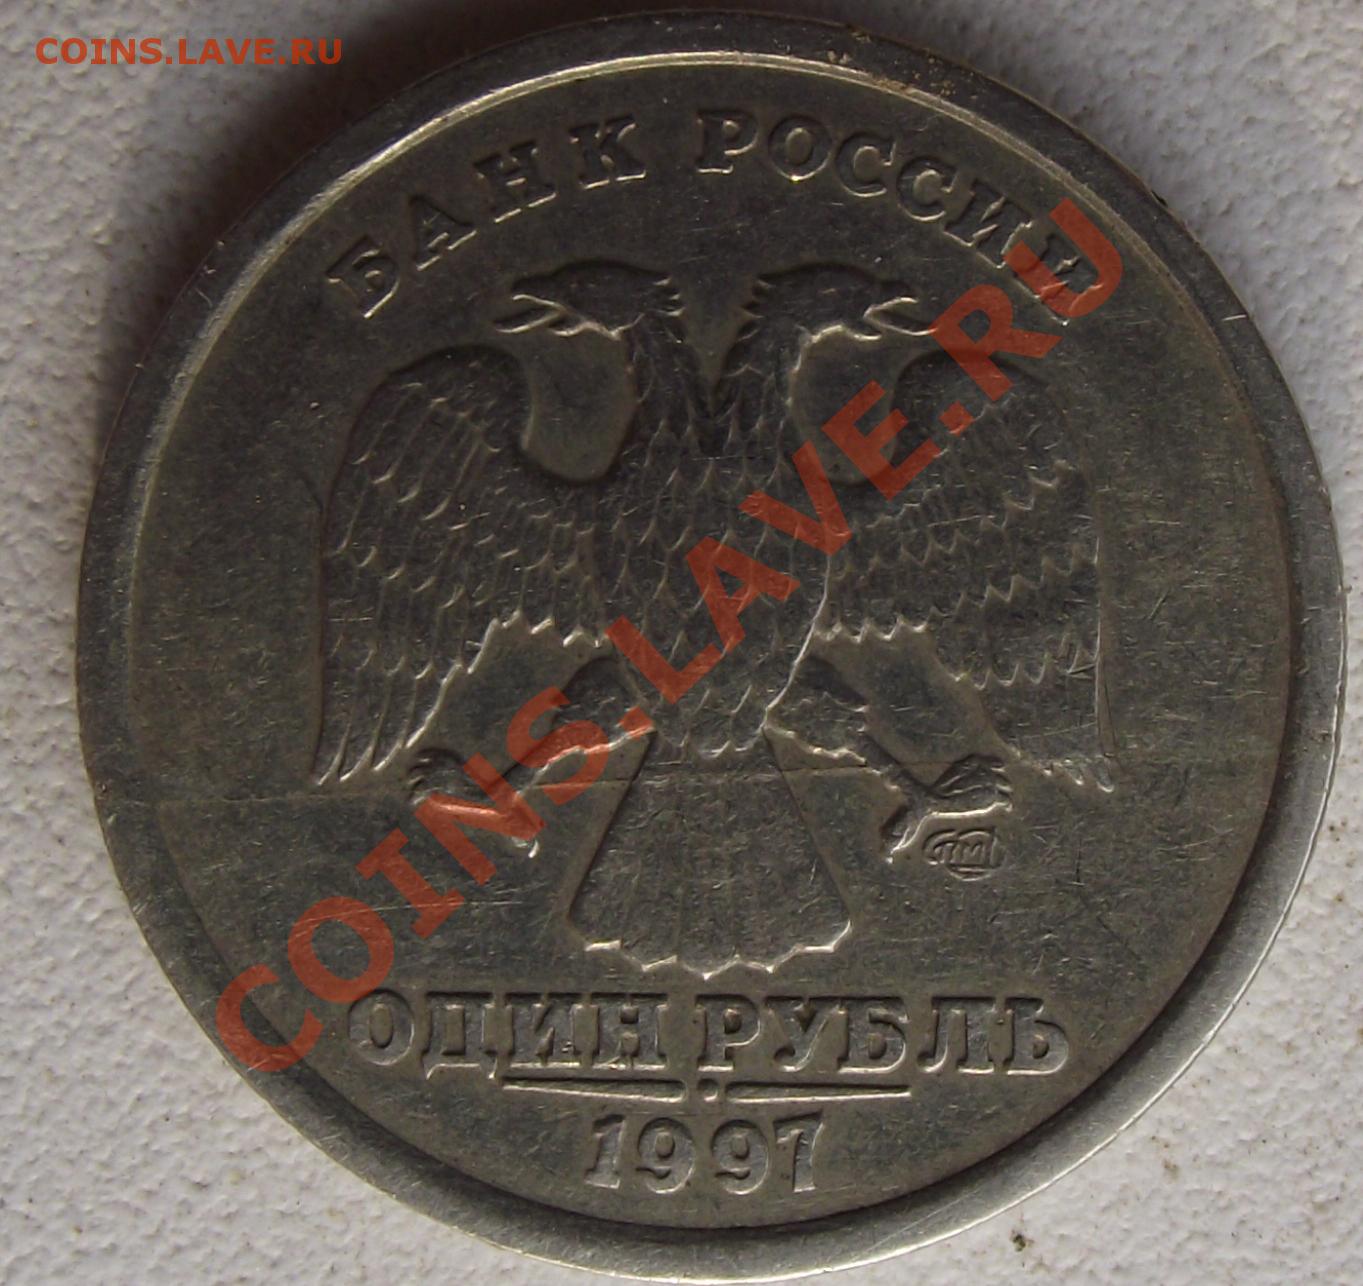 COINS.LAVE.RU
БАНК РОССИИ
COINS.LAVE.RU
ОДИН РУБЛЬ
1997